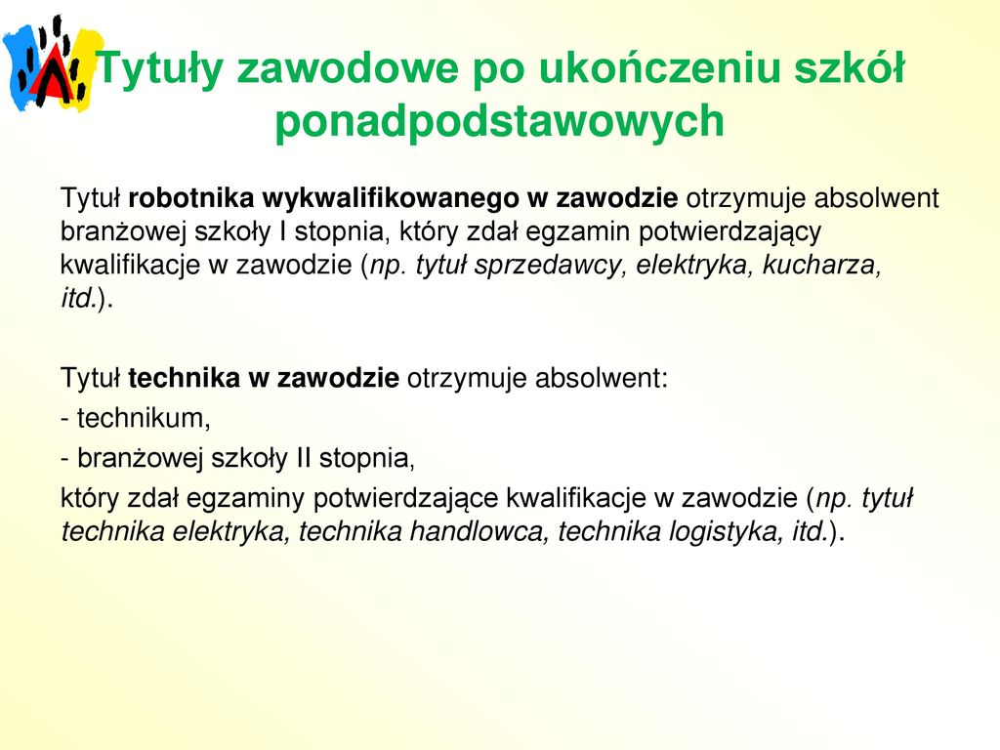 Tytuły zawodowe po ukończeniu szkół
ponadpodstawowych
Tytuł robotnika wykwalifikowanego w zawodzie otrzymuje absolwent
branżowej szkoły I stopnia, który zdał egzamin potwierdzający
kwalifikacje w zawodzie (np. tytuł sprzedawcy, elektryka, kucharza,
itd.).
Tytuł technika w zawodzie otrzymuje absolwent:
- technikum,
- branżowej szkoły II stopnia,
który zdał egzaminy potwierdzające kwalifikacje w zawodzie (np. tytuł
technika elektryka, technika handlowca, technika logistyka, itd.).